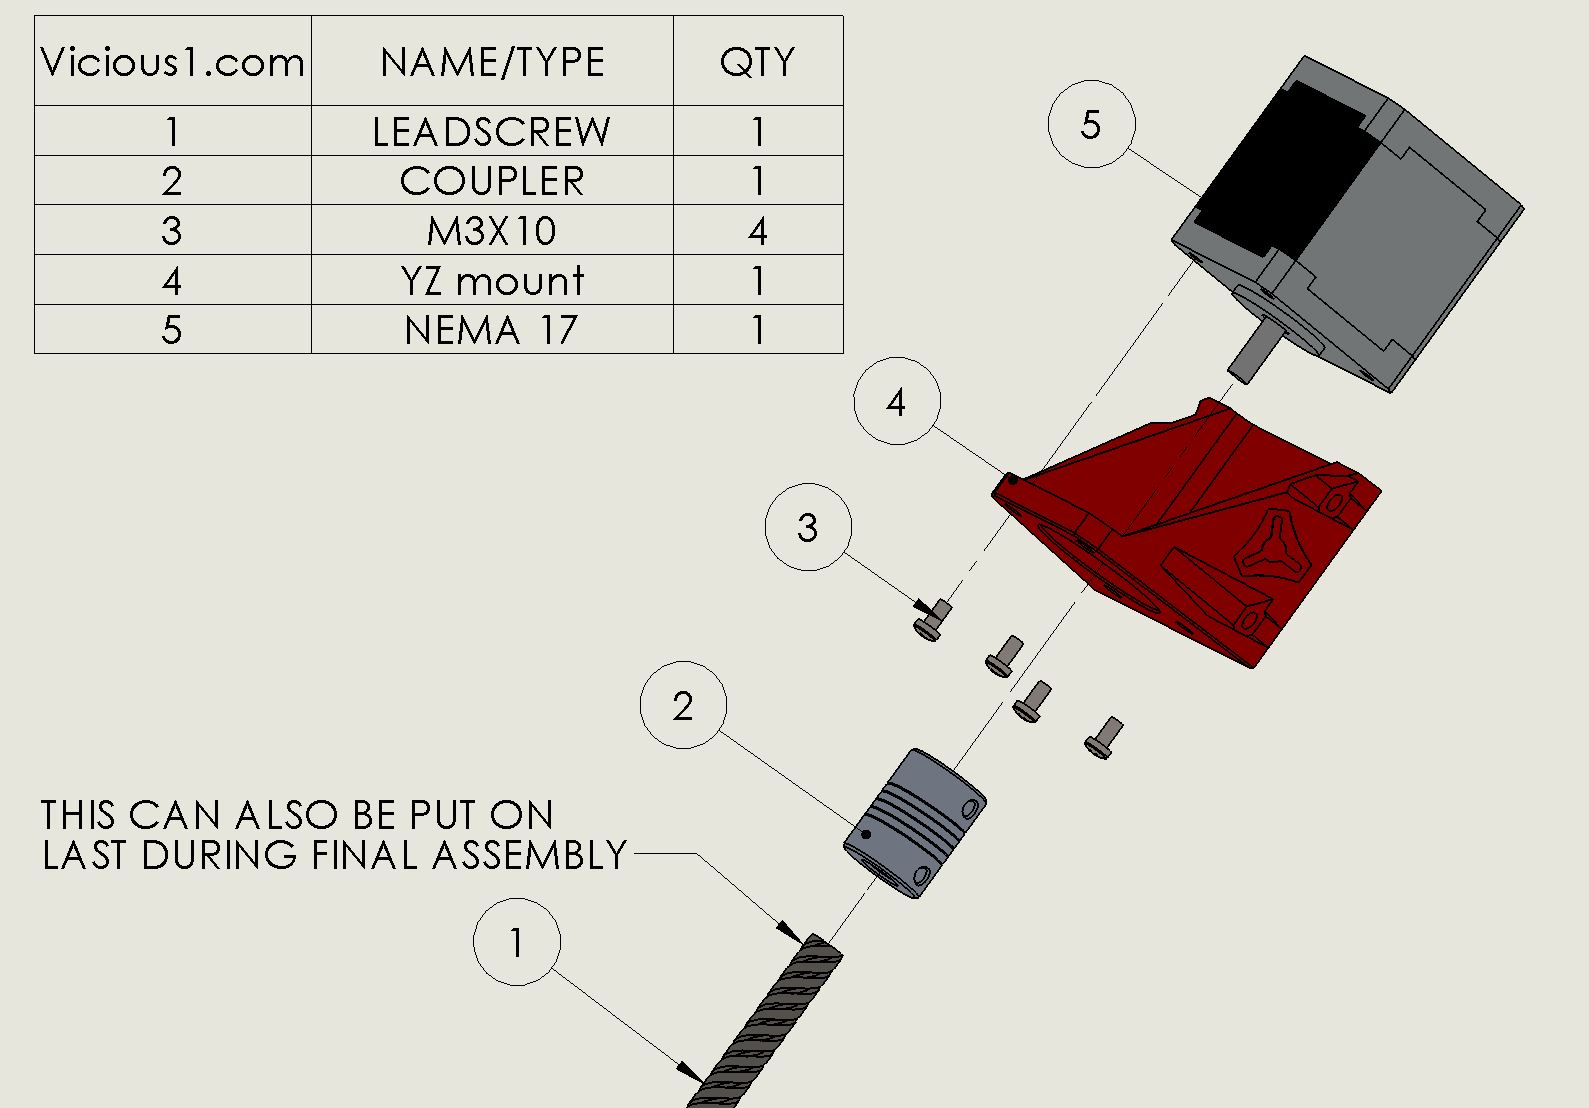 Vicious1.com NAME/TYPE QTY
1 LEADSCREW 1
2 COUPLER 1
3 M3X10 4
4 YZ mount 1
5 NEMA 17 1
5
4
3
2
THIS CAN ALSO BE PUT ON
LAST DURING FINAL ASSEMBLY
1